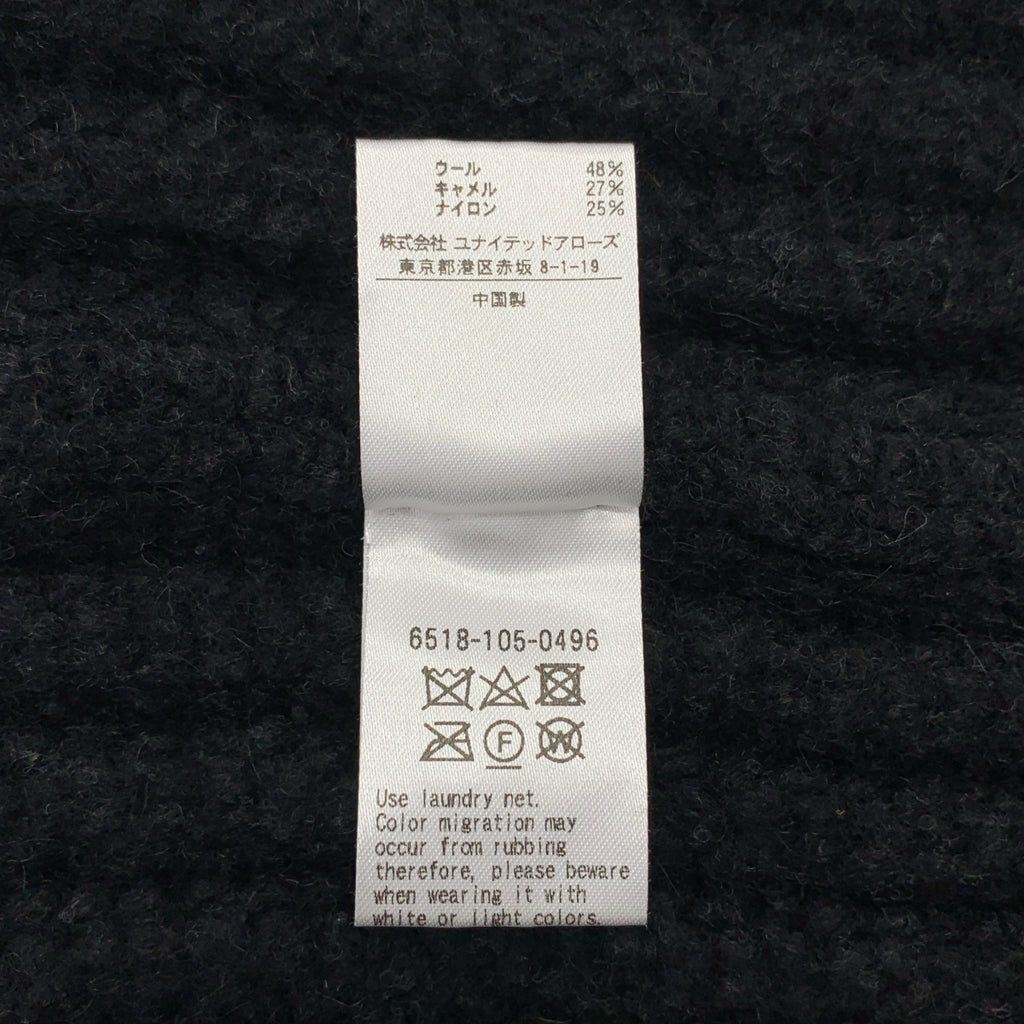 ウール 48%
キャメル 27%
ナイロン 25%
株式会社 ユナイテッドアローズ
東京都港区赤坂 8-1-19
中国製
6518-105-0496
F W
Use laundry net.
Color migration may
occur from rubbing
therefore, please beware
when wearing it with
white or light colors.